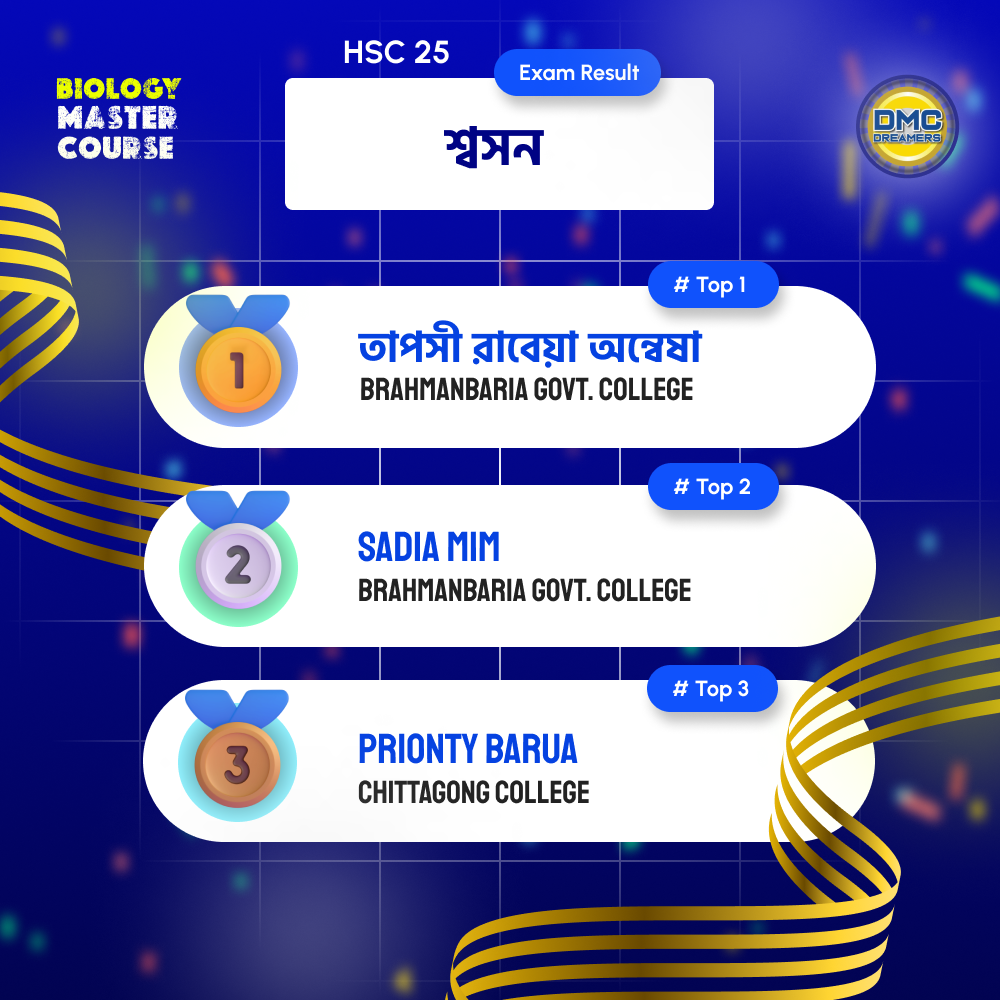 HSC 25
Exam Result
BIOLOGY
MASTER
COURSE
শ্বসন
DMC
DREAMERS
# Top 1
1
তাপসী রাবেয়া অন্বেষা
BRAHMANBARIA GOVT. COLLEGE
# Top 2
2
SADIA MIM
BRAHMANBARIA GOVT. COLLEGE
# Top 3
3
PRIONTY BARUA
CHITTAGONG COLLEGE